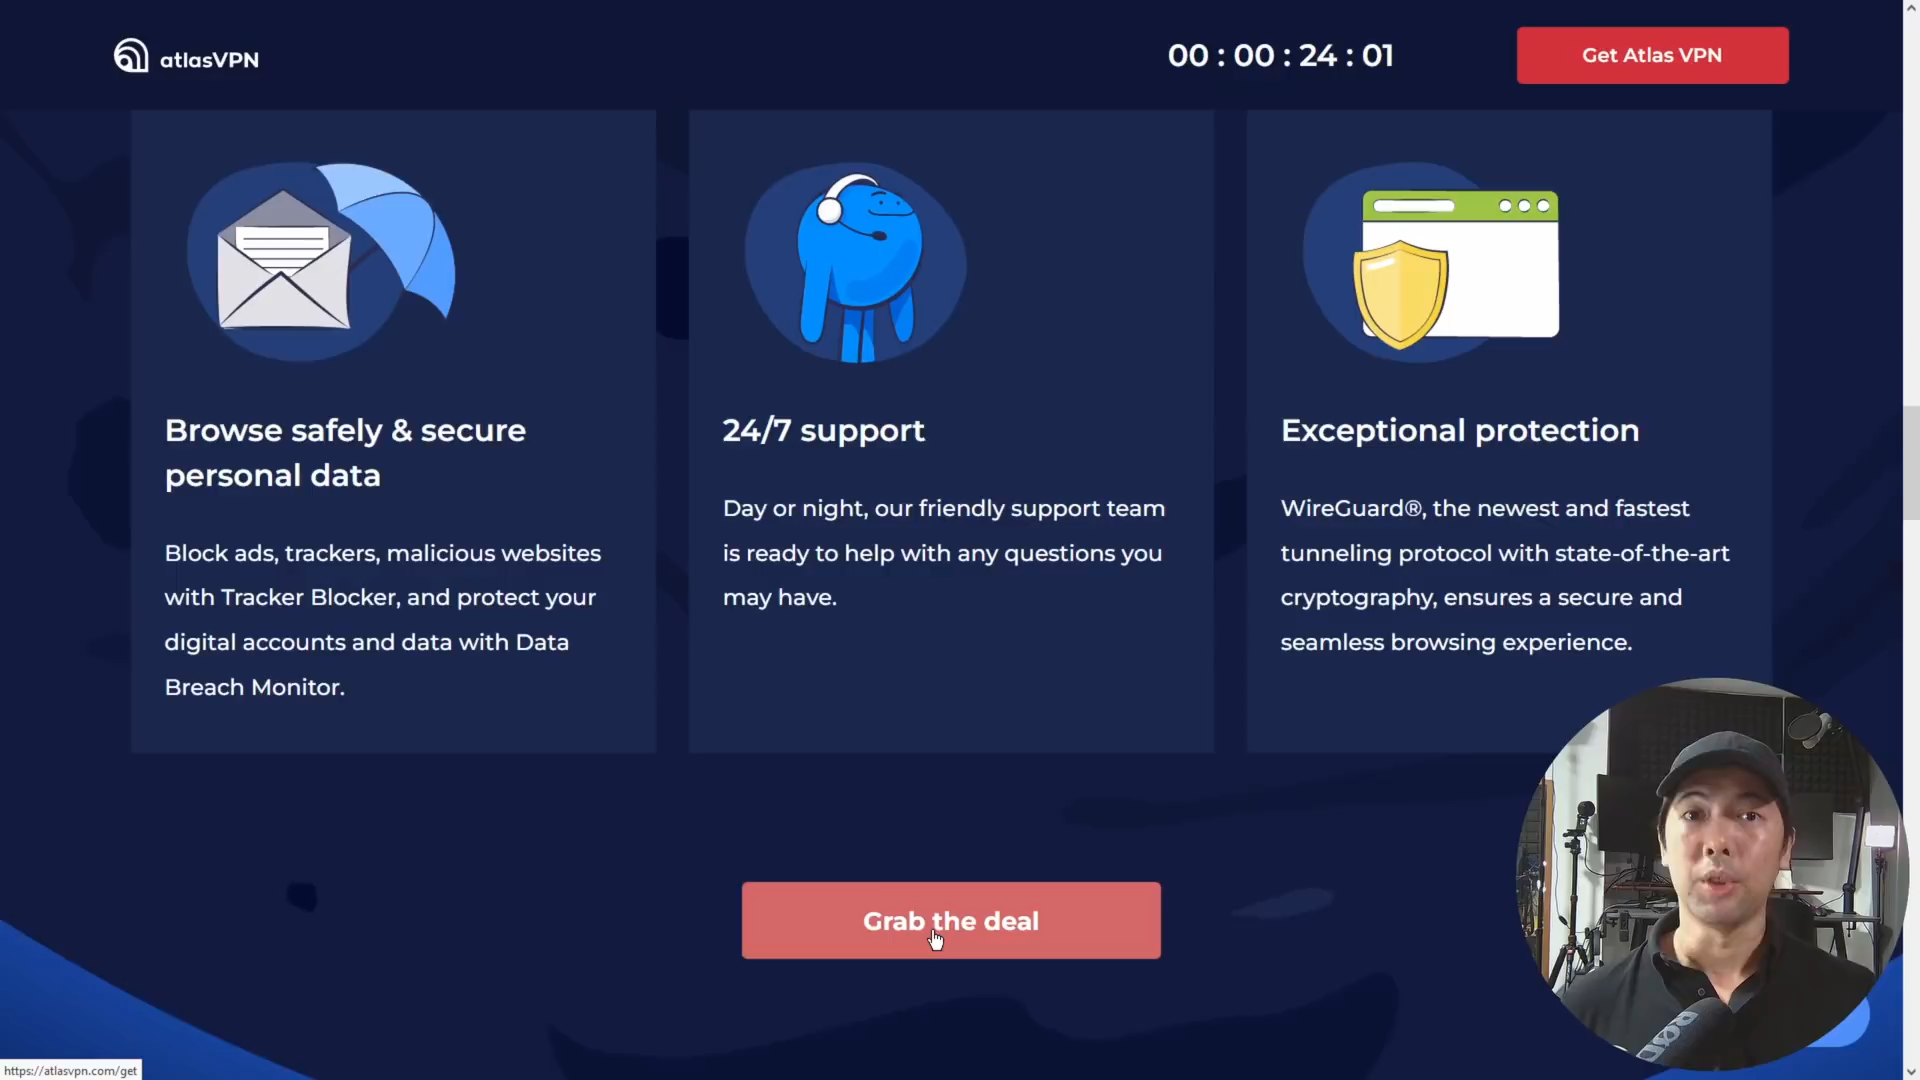 atlasVPN
00 : 00 : 24 : 01
Get Atlas VPN
Browse safely & secure
personal data
Block ads, trackers, malicious websites
with Tracker Blocker, and protect your
digital accounts and data with Data
Breach Monitor.
24/7 support
Day or night, our friendly support team
is ready to help with any questions you
may have.
Exceptional protection
WireGuard®, the newest and fastest
tunneling protocol with state-of-the-art
cryptography, ensures a secure and
seamless browsing experience.
Grab the deal
RØDE
https://atlasvpn.com/get